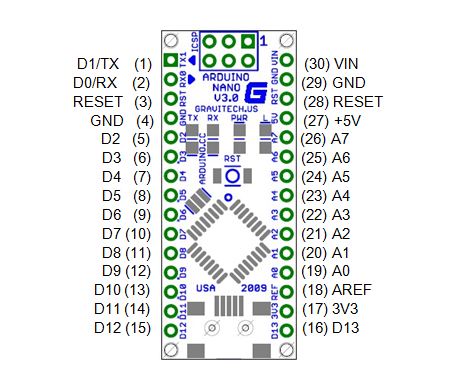 D1/TX (1) TX1 ICSP 1 VIN (30) VIN
D0/RX (2) RX0 ARDUINO GND (29) GND
RESET (3) RST NANO RST (28) RESET
V3.0
GRAVITECH.US
GND (4) GND TX RX PWR L 5V (27) +5V
D2 (5) D2 A7 (26) A7
D3 (6) D3 ARDUINO.CC RST A6 (25) A6
D4 (7) D4 A5 (24) A5
D5 (8) D5 A4 (23) A4
D6 (9) D6 A3 (22) A3
D7 (10) D7 A2 (21) A2
D8 (11) D8 A1 (20) A1
D9 (12) D9 A0 (19) A0
D10 (13) D10 USA 2009 REF (18) AREF
D11 (14) D11 3V3 (17) 3V3
D12 (15) D12 D13 (16) D13